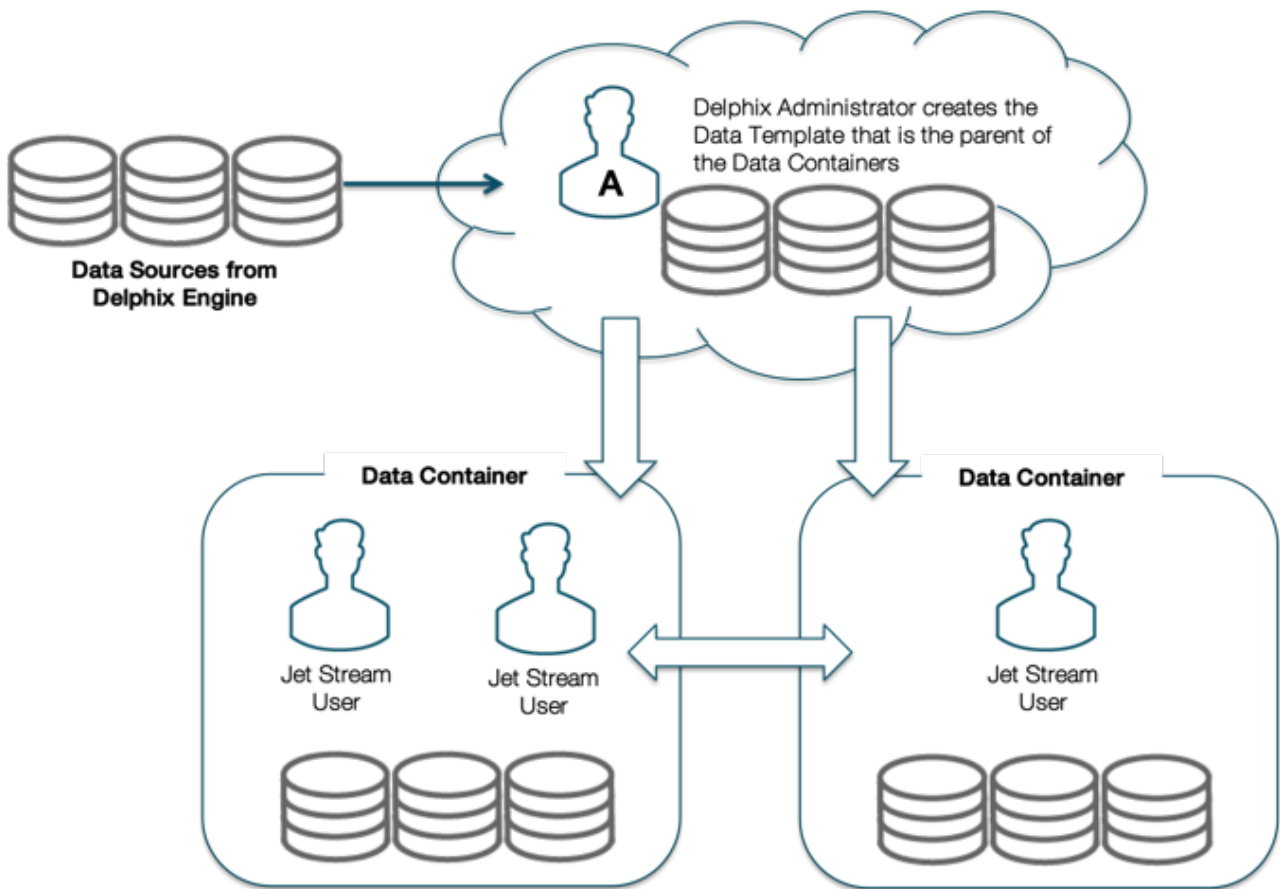 Delphix Administrator creates the
Data Template that is the parent of
the Data Containers
A
Data Sources from
Delphix Engine
Data Container
Data Container
Jet Stream
User
Jet Stream
User
Jet Stream
User